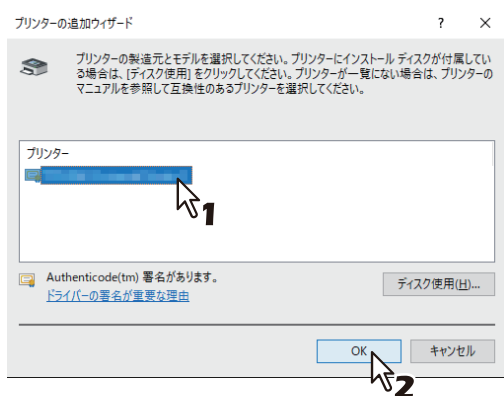 プリンターの追加ウィザード ? ×
プリンターの製造元とモデルを選択してください。プリンターにインストール ディスクが付属してい
る場合は、[ディスク使用] をクリックしてください。プリンターが一覧にない場合は、プリンターの
マニュアルを参照して互換性のあるプリンターを選択してください。
プリンター
1
Authenticode(tm) 署名があります。
ディスク使用(H)...
ドライバーの署名が重要な理由
OK キャンセル
2